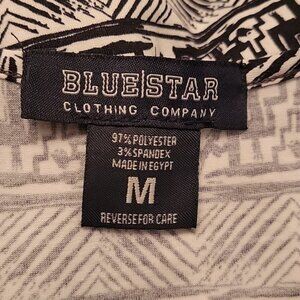 BLUE STAR
CLOTHING COMPANY
97% POLYESTER
3% SPANDEX
MADE IN EGYPT
M
REVERSE FOR CARE